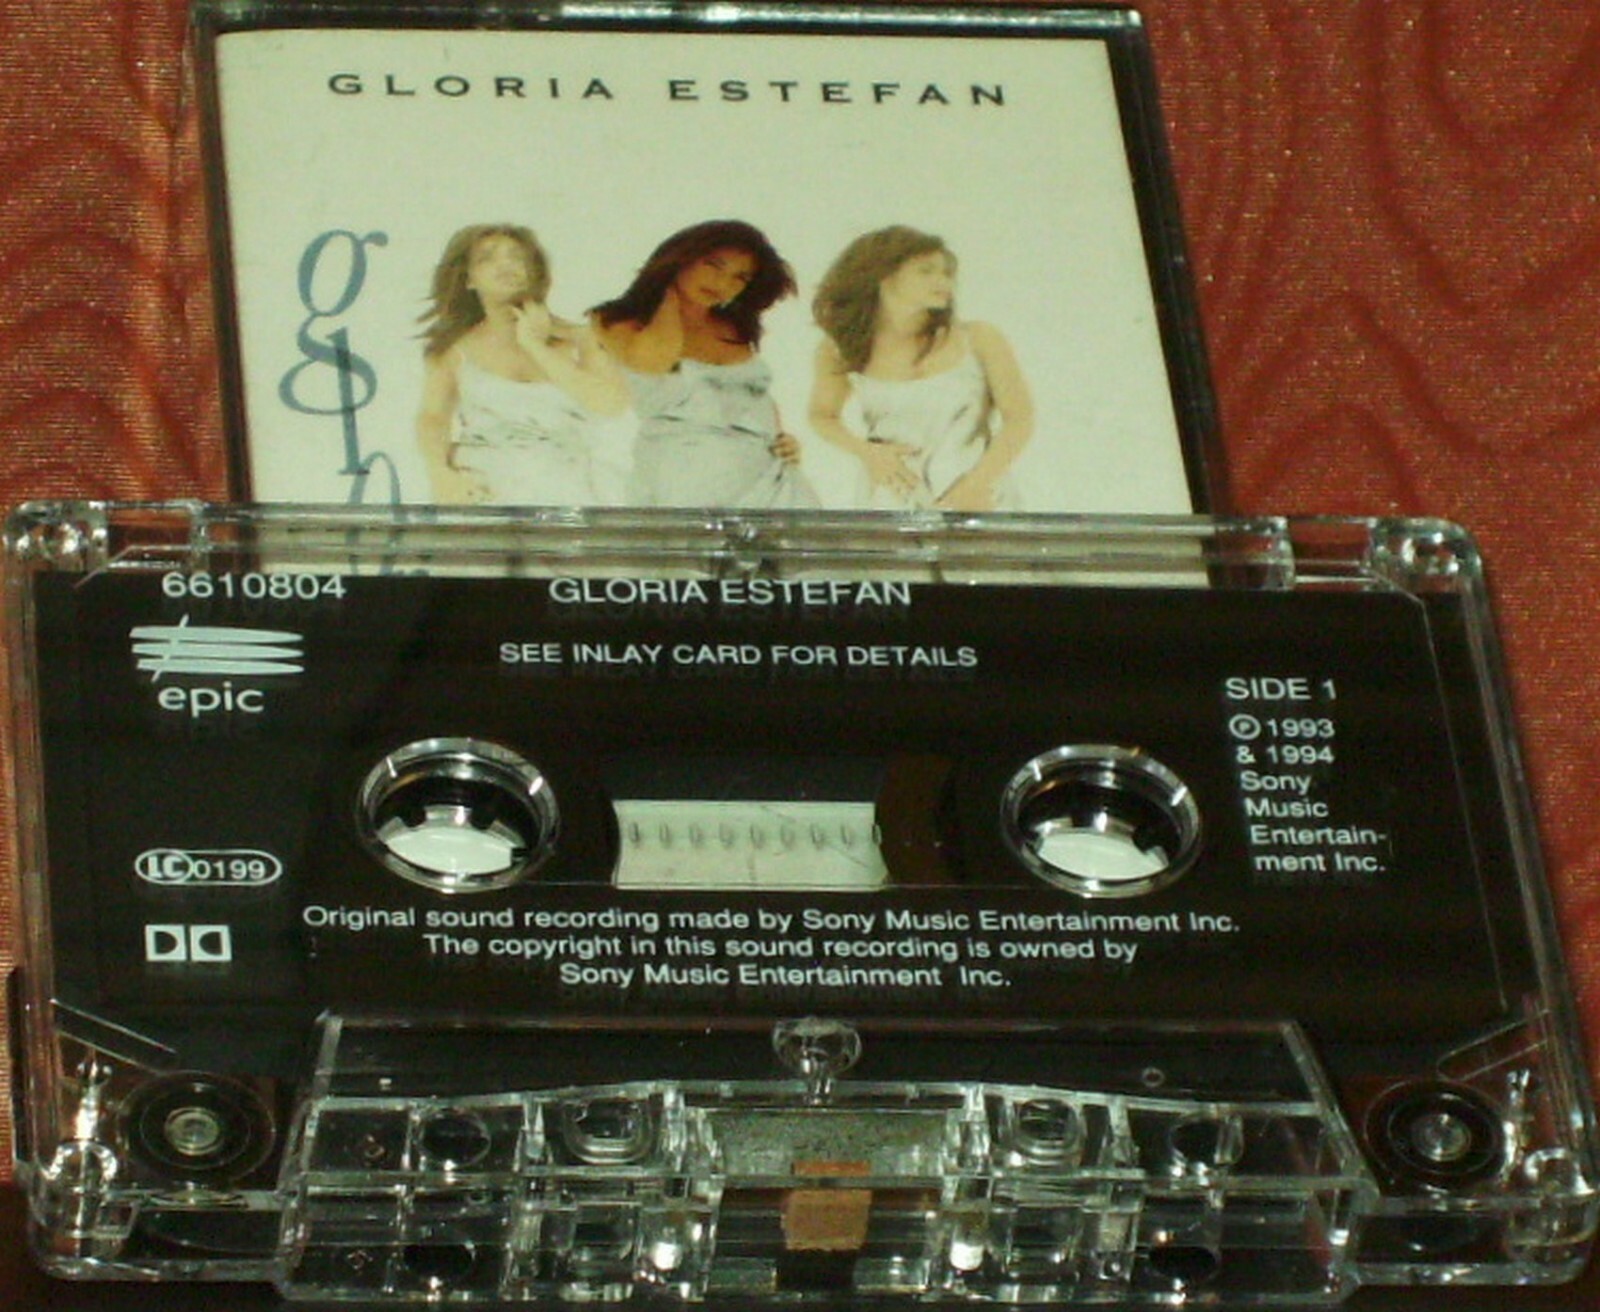 GLORIA ESTEFAN
g
l
6610804
GLORIA ESTEFAN
epic
SEE INLAY CARD FOR DETAILS
SIDE 1
℗ 1993
& 1994
Sony
Music
Entertain-
ment Inc.
LC 0199
Original sound recording made by Sony Music Entertainment Inc.
The copyright in this sound recording is owned by
Sony Music Entertainment Inc.